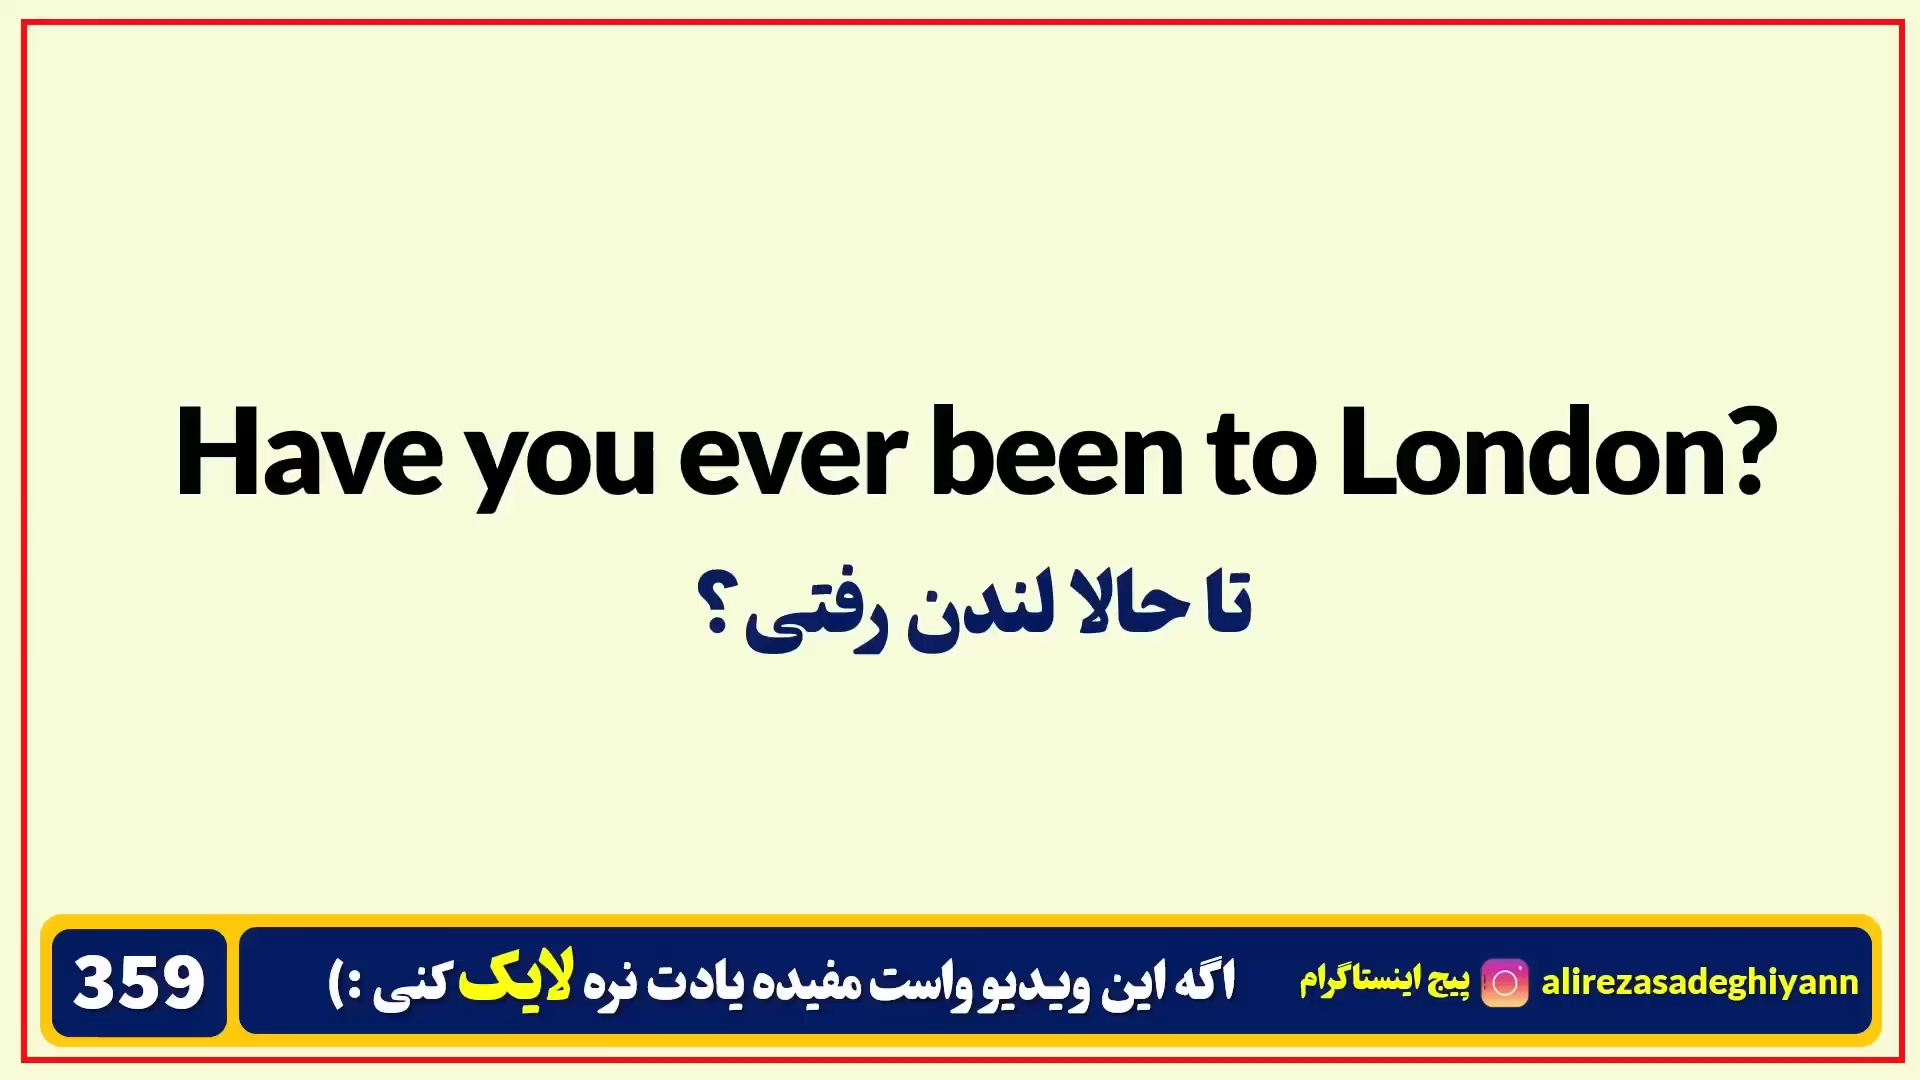 Have you ever been to London?
تا حالا لندن رفتی؟
359
اگه این ویدیو واست مفیده یادت نره لایک کنی :)
پیج اینستاگرام alirezasadeghiyann